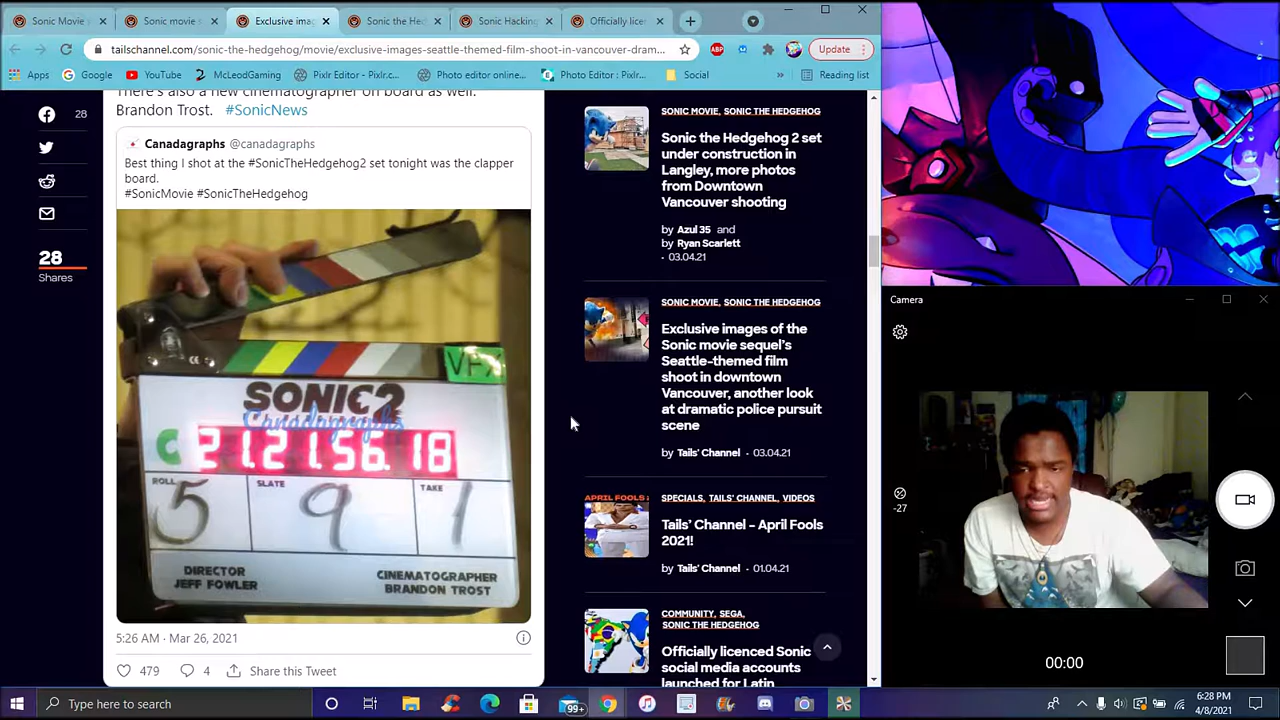 Sonic Movie
Sonic movie s
Exclusive ima
Sonic the Hed
Sonic Hacking
Officially lice
tailschannel.com/sonic-the-hedgehog/movie/exclusive-images-seattle-themed-film-shoot-in-vancouver-dram...
ABP
Update
Apps
Google
YouTube
McLeodGaming
Pixlr Editor - Pixlr.c...
Photo editor online...
Photo Editor : Pixlr...
Social
»
Reading list
There's also a new cinematographer on board as well.
Brandon Trost. #SonicNews
28
Canadagraphs @canadagraphs
Best thing I shot at the #SonicTheHedgehog2 set tonight was the clapper
board.
#SonicMovie #SonicTheHedgehog
28
Shares
VFX
SONIC 2
Canadagraphs
C
21.21.56.18
ROLL
SLATE
TAKE
5
9
1
DIRECTOR
JEFF FOWLER
CINEMATOGRAPHER
BRANDON TROST
5:26 AM · Mar 26, 2021
479
4
Share this Tweet
SONIC MOVIE, SONIC THE HEDGEHOG
Sonic the Hedgehog 2 set
under construction in
Langley, more photos
from Downtown
Vancouver shooting
by Azul 35 and
by Ryan Scarlett
· 03.04.21
SONIC MOVIE, SONIC THE HEDGEHOG
Exclusive images of the
Sonic movie sequel's
Seattle-themed film
shoot in downtown
Vancouver, another look
at dramatic police pursuit
scene
by Tails' Channel · 03.04.21
APRIL FOOLS
SPECIALS, TAILS' CHANNEL, VIDEOS
Tails' Channel – April Fools
2021!
by Tails' Channel · 01.04.21
COMMUNITY, SEGA,
SONIC THE HEDGEHOG
Officially licenced Sonic
social media accounts
launched for Latin
Camera
-27
00:00
Type here to search
99+
6:28 PM
4/8/2021